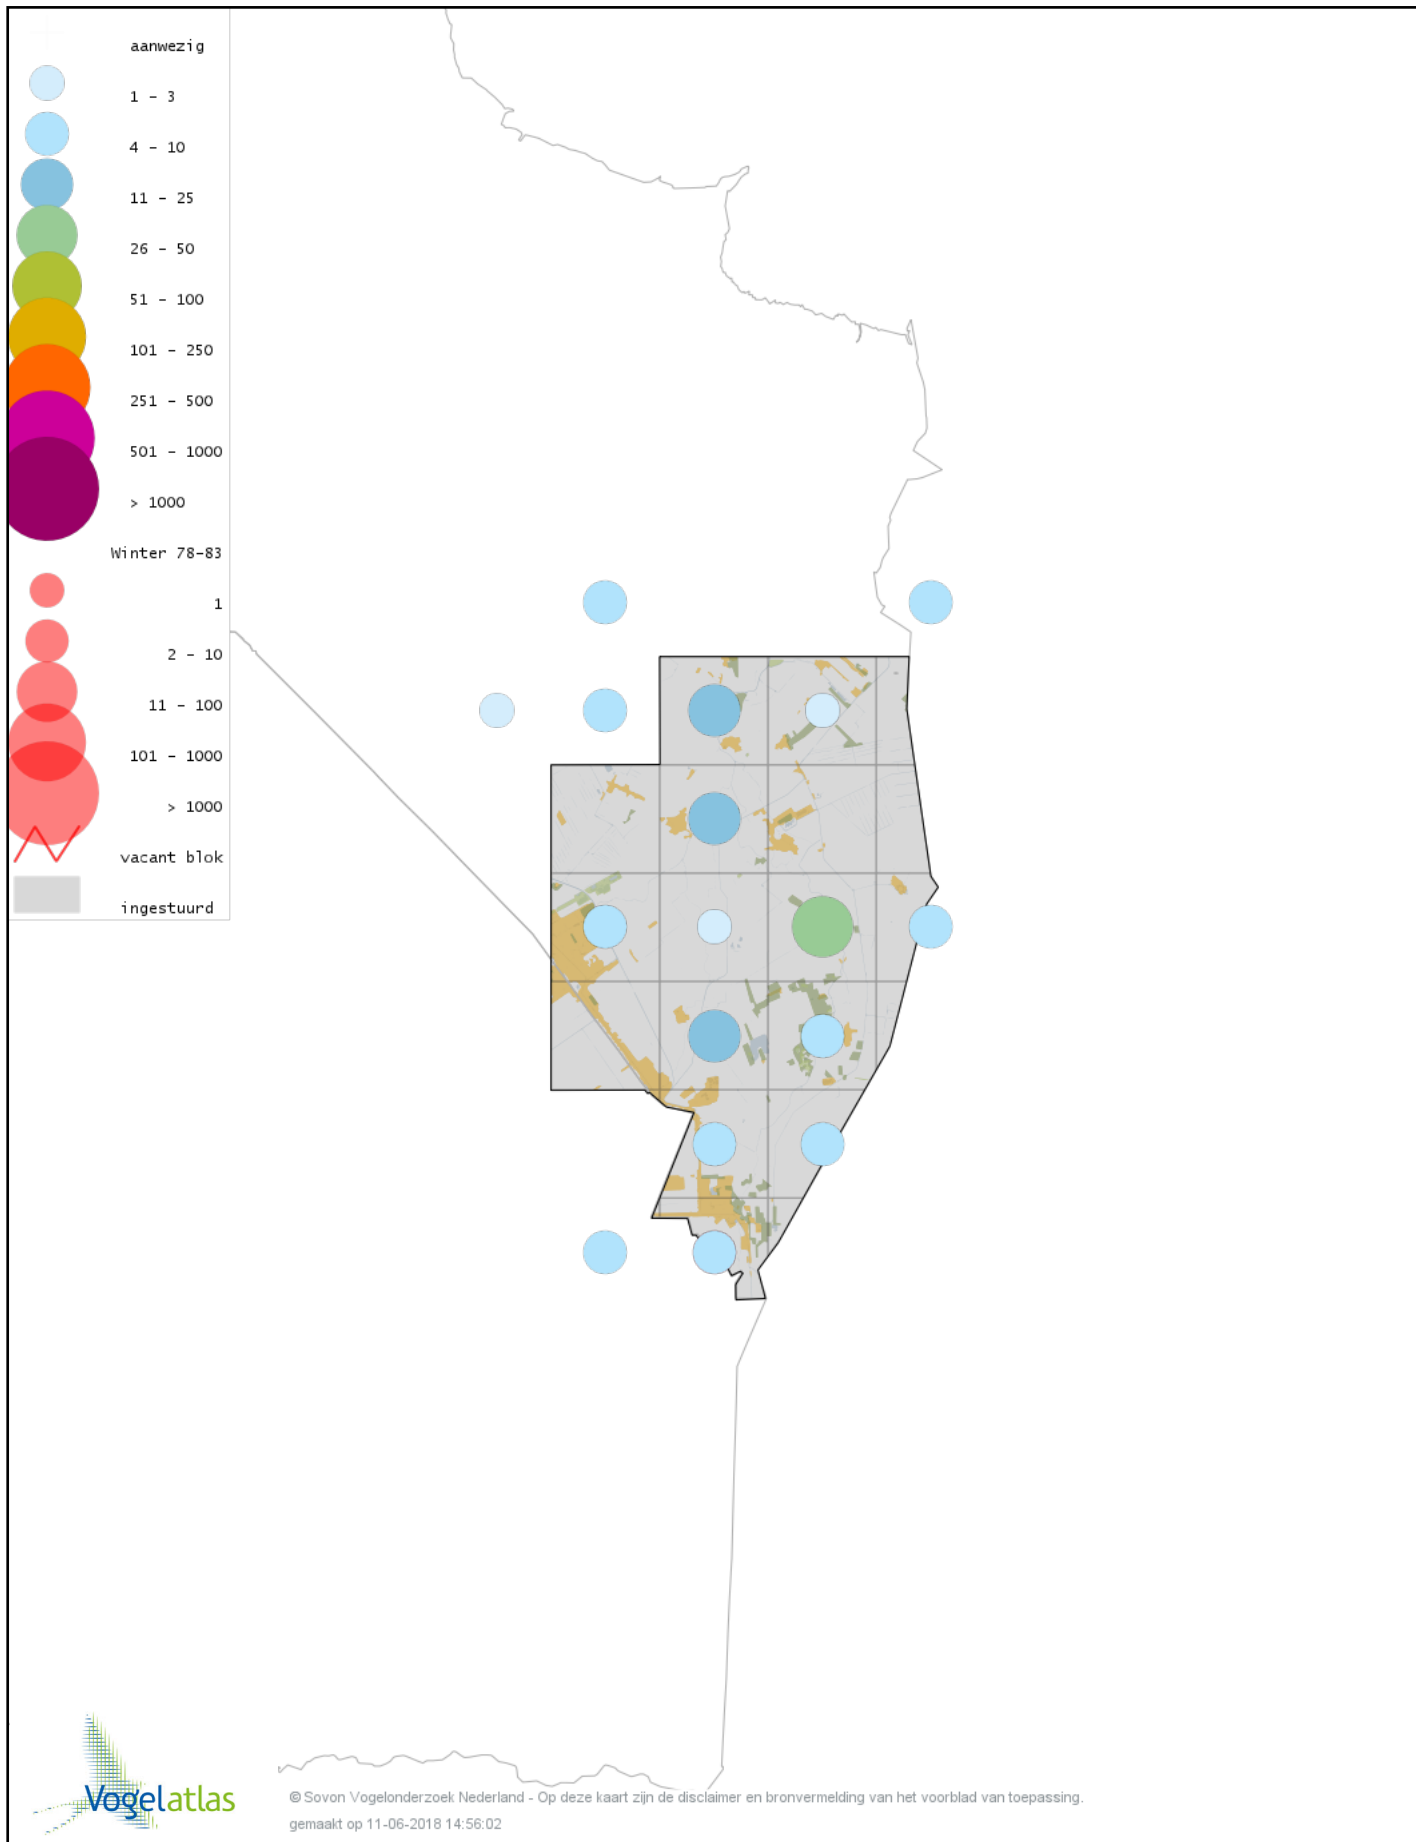 aanwezig
1 - 3
4 - 10
11 - 25
26 - 50
51 - 100
101 - 250
251 - 500
501 - 1000
> 1000
Winter 78-83
1
2 - 10
11 - 100
101 - 1000
> 1000
vacant blok
ingestuurd
Vogelatlas
© Sovon Vogelonderzoek Nederland - Op deze kaart zijn de disclaimer en bronvermelding van het voorblad van toepassing.
gemaakt op 11-06-2018 14:56:02